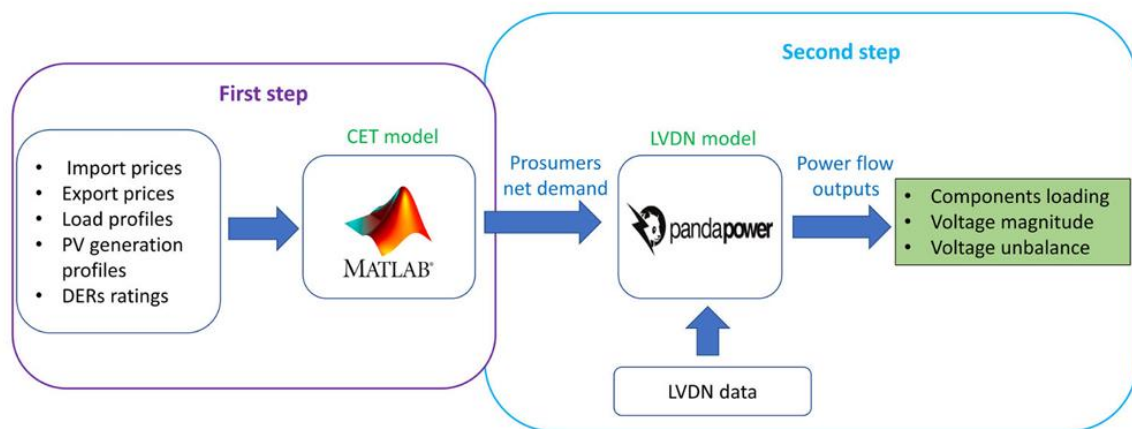 Second step
First step
CET model
LVDN model
Import prices
Export prices
Load profiles
PV generation
profiles
DERs ratings
MATLAB®
Prosumers
net demand
pandapower
Power flow
outputs
Components loading
Voltage magnitude
Voltage unbalance
LVDN data